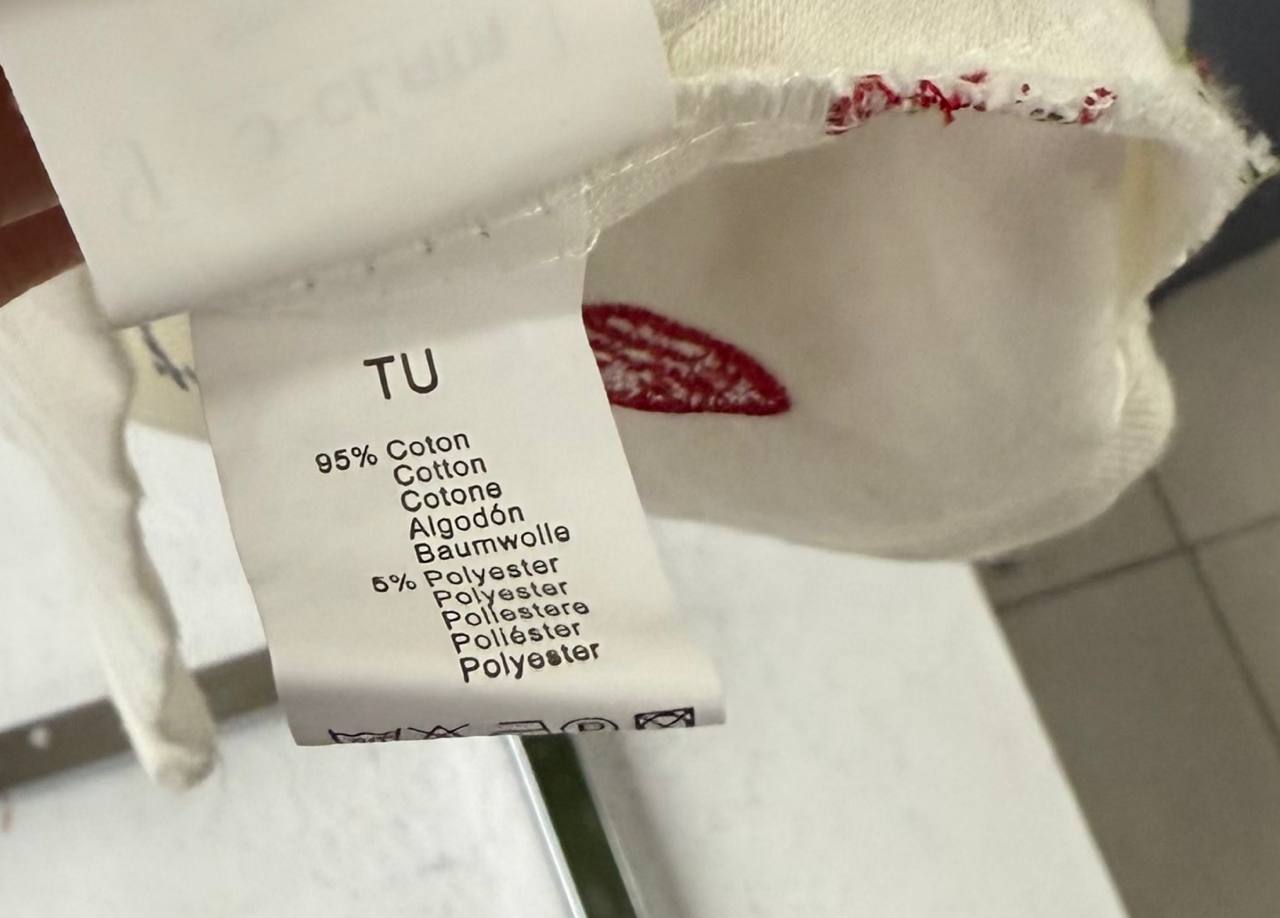 TU
95% Coton
Cotton
Cotone
Algodón
Baumwolle
5% Polyester
Polyester
Poliestere
Poliéster
Polyester